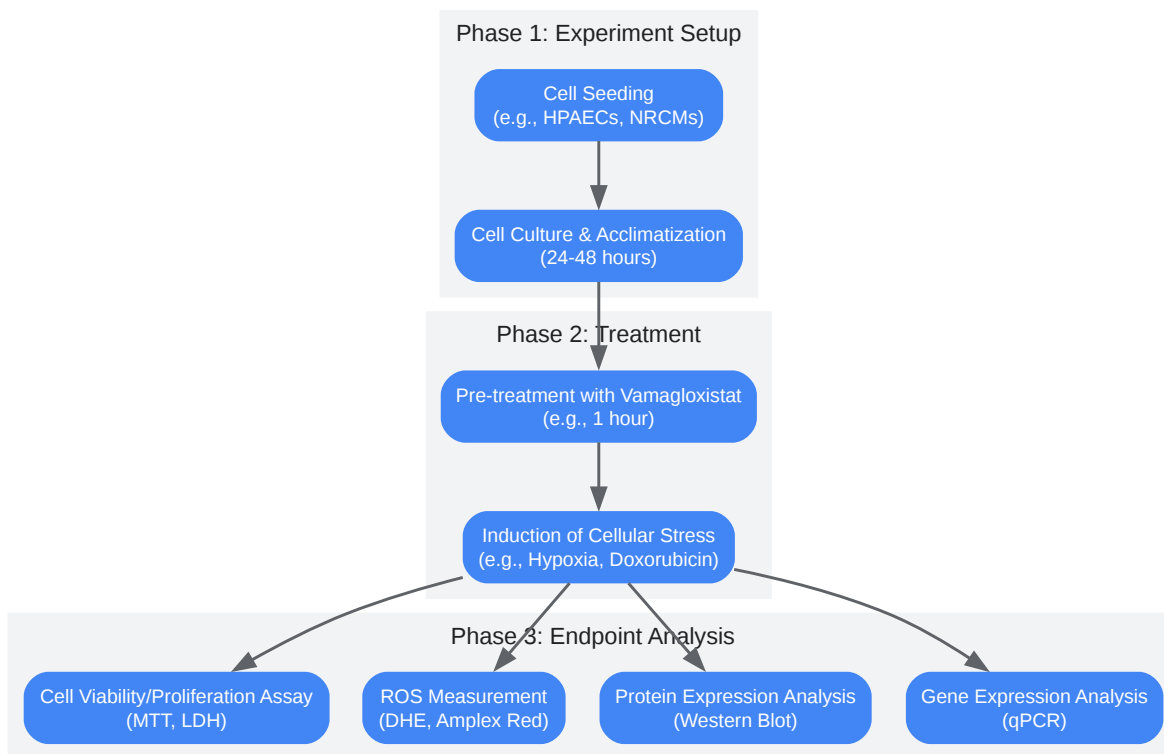 Phase 1: Experiment Setup
Cell Seeding
(e.g., HPAECs, NRCMs)
Cell Culture & Acclimatization
(24-48 hours)
Phase 2: Treatment
Pre-treatment with Vamagloxistat
(e.g., 1 hour)
Induction of Cellular Stress
(e.g., Hypoxia, Doxorubicin)
Phase 3: Endpoint Analysis
Cell Viability/Proliferation Assay
(MTT, LDH)
ROS Measurement
(DHE, Amplex Red)
Protein Expression Analysis
(Western Blot)
Gene Expression Analysis
(qPCR)